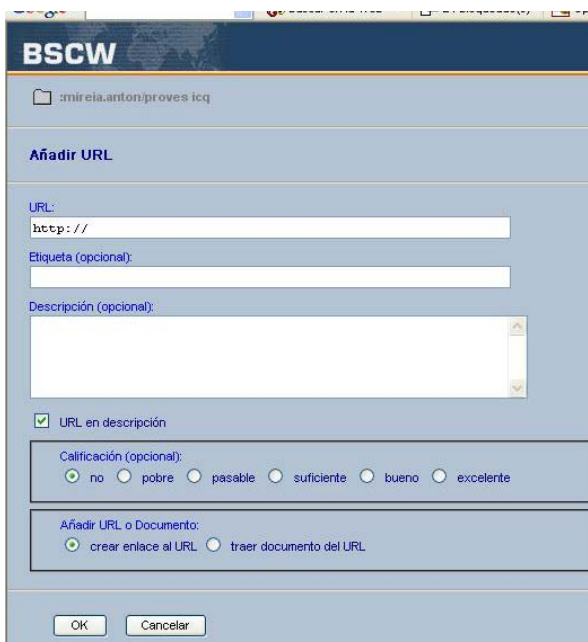 BSCW
:mireia.anton/proves icq
Añadir URL
URL:
http://
Etiqueta (opcional):
Descripción (opcional):
URL en descripción
Calificación (opcional):
no pobre pasable suficiente bueno excelente
Añadir URL o Documento:
crear enlace al URL traer documento del URL
OK Cancelar